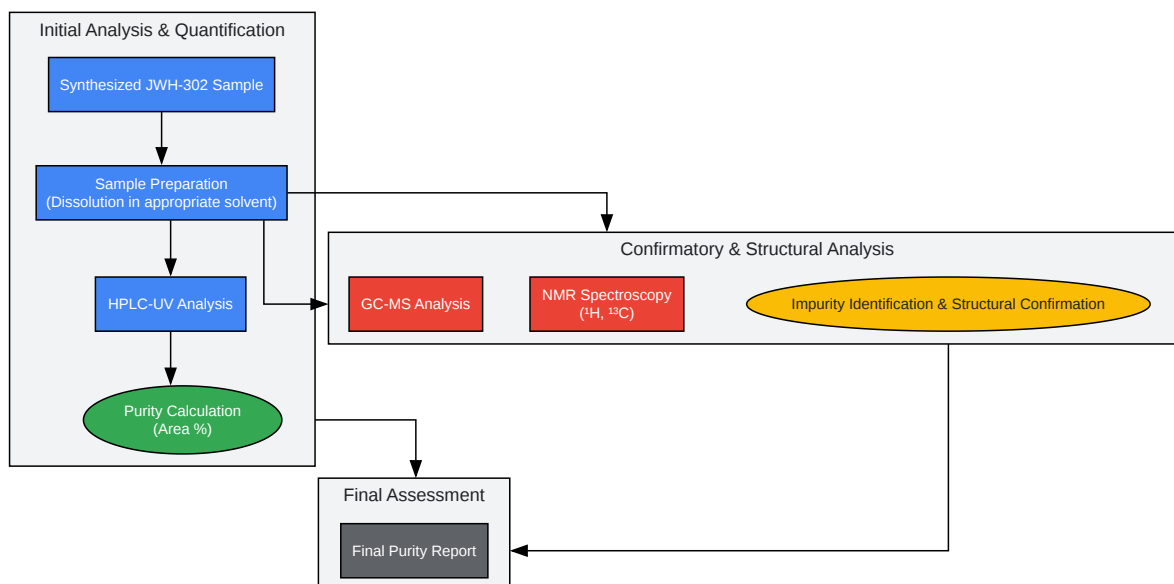 Initial Analysis & Quantification
Synthesized JWH-302 Sample
Sample Preparation
(Dissolution in appropriate solvent)
HPLC-UV Analysis
Purity Calculation
(Area %)
Confirmatory & Structural Analysis
GC-MS Analysis
NMR Spectroscopy
(¹H, ¹³C)
Impurity Identification & Structural Confirmation
Final Assessment
Final Purity Report